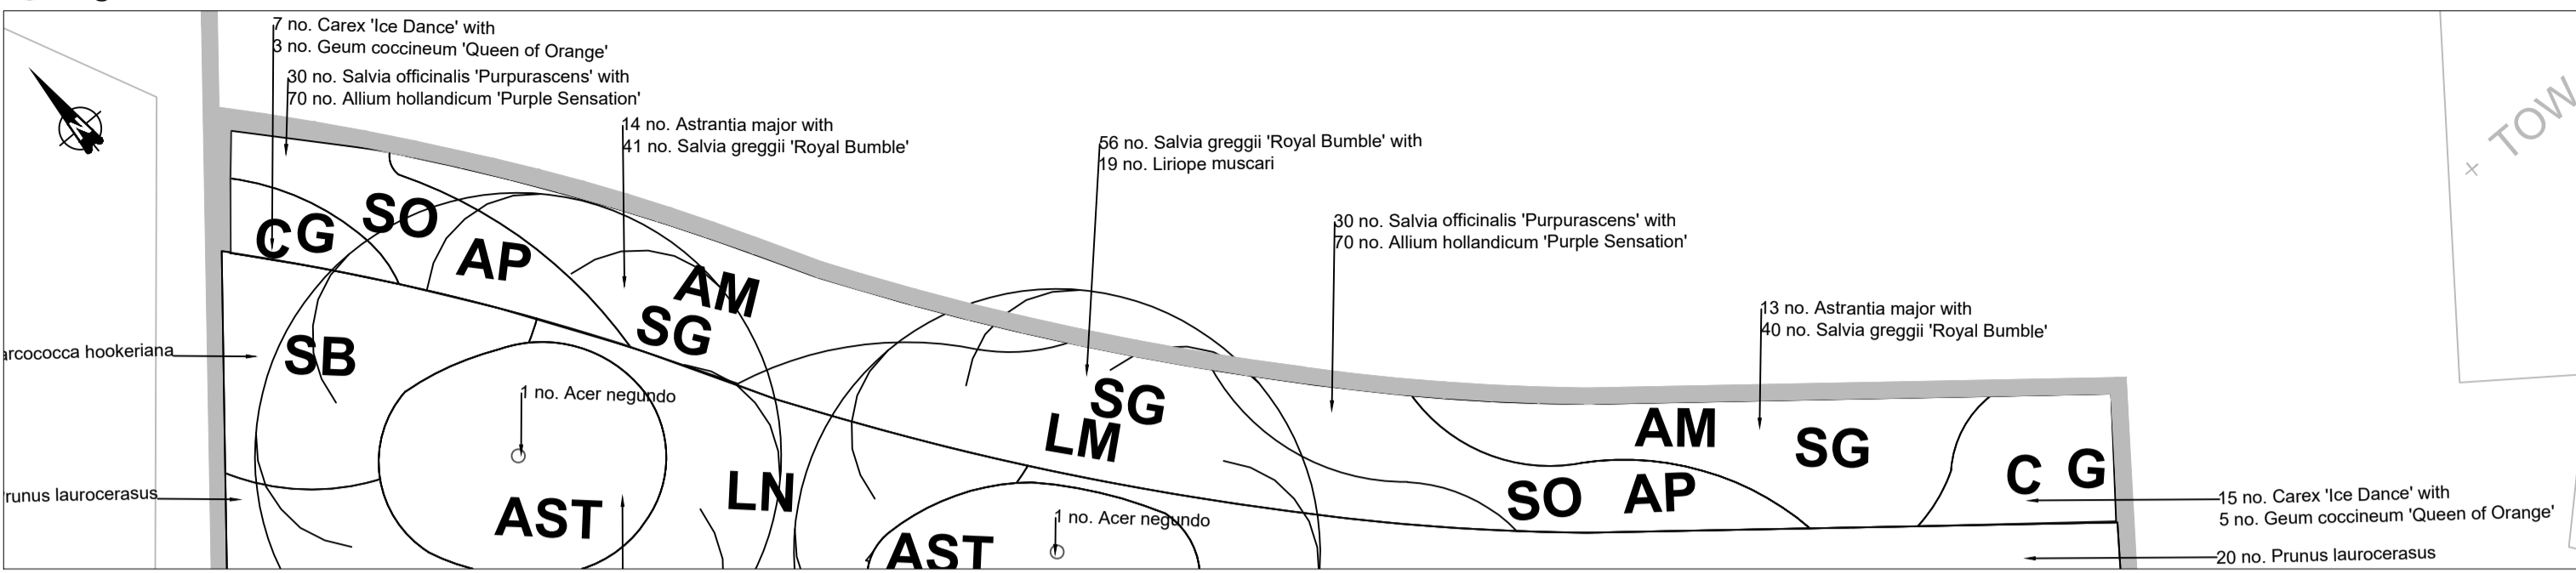 7 no. Carex 'Ice Dance' with
3 no. Geum coccineum 'Queen of Orange'
30 no. Salvia officinalis 'Purpurascens' with
70 no. Allium hollandicum 'Purple Sensation'
14 no. Astrantia major with
41 no. Salvia greggii 'Royal Bumble'
56 no. Salvia greggii 'Royal Bumble' with
19 no. Liriope muscari
30 no. Salvia officinalis 'Purpurascens' with
70 no. Allium hollandicum 'Purple Sensation'
13 no. Astrantia major with
40 no. Salvia greggii 'Royal Bumble'
N
TOW
C G
SO
AP
AM
SG
SB
arcococca hookeriana
1 no. Acer negundo
SG
LM
AM
SG
C G
SO AP
LN
AST
runus laurocerasus
1 no. Acer negundo
AST
15 no. Carex 'Ice Dance' with
5 no. Geum coccineum 'Queen of Orange'
20 no. Prunus laurocerasus